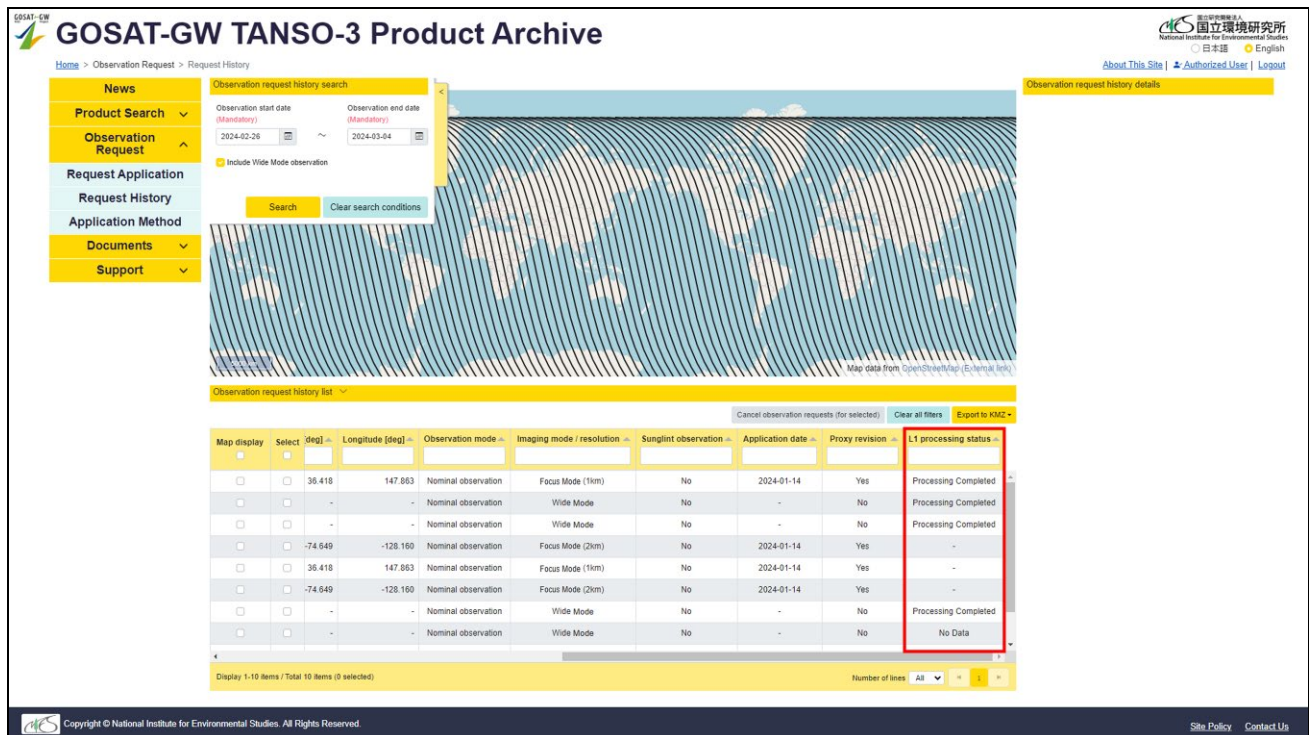 GOSAT-GW
GOSAT-GW TANSO-3 Product Archive
国立研究開発法人
国立環境研究所
National Institute for Environmental Studies
日本語 English
Home > Observation Request > Request History
About This Site | Authorized User | Logout
News
Product Search
Observation Request
Request Application
Request History
Application Method
Documents
Support
Observation request history search
<
Observation start date
(Mandatory)
Observation end date
(Mandatory)
2024-02-26 ~ 2024-03-04
Include Wide Mode observation
Search Clear search conditions
Map data from OpenStreetMap (External link)
Observation request history details
Observation request history list
Cancel observation requests (for selected) Clear all filters Export to KMZ
Map display Select [deg] Longitude [deg] Observation mode Imaging mode / resolution Sunglint observation Application date Proxy revision L1 processing status
36.418 147.863 Nominal observation Focus Mode (1km) No 2024-01-14 Yes Processing Completed
- - Nominal observation Wide Mode No - No Processing Completed
- - Nominal observation Wide Mode No - No Processing Completed
-74.649 -128.160 Nominal observation Focus Mode (2km) No 2024-01-14 Yes -
36.418 147.863 Nominal observation Focus Mode (1km) No 2024-01-14 Yes -
-74.649 -128.160 Nominal observation Focus Mode (2km) No 2024-01-14 Yes -
- - Nominal observation Wide Mode No - No Processing Completed
- - Nominal observation Wide Mode No - No No Data
Display 1-10 items / Total 10 items (0 selected)
Number of lines All 1
Copyright © National Institute for Environmental Studies. All Rights Reserved.
Site Policy Contact Us